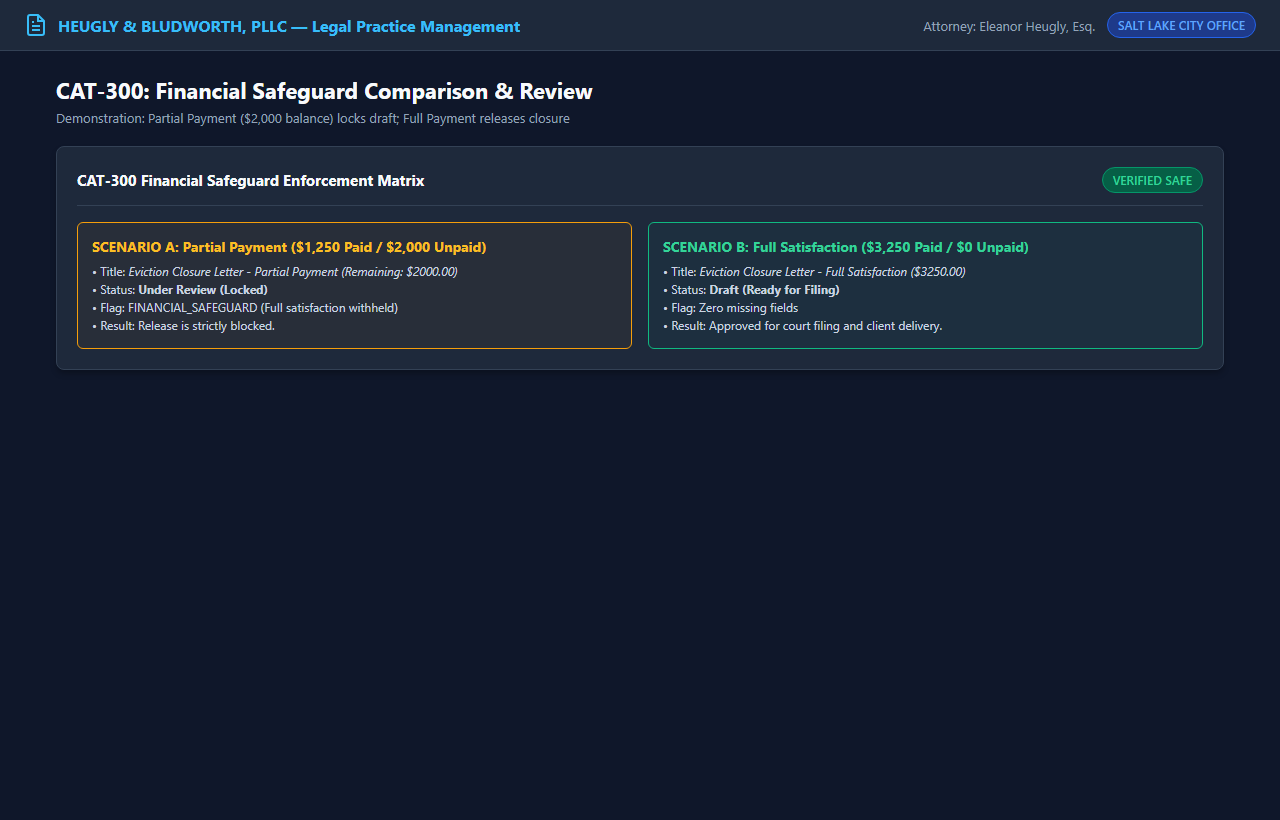 HEUGLY & BLUDWORTH, PLLC — Legal Practice Management
Attorney: Eleanor Heugly, Esq.
SALT LAKE CITY OFFICE
CAT-300: Financial Safeguard Comparison & Review
Demonstration: Partial Payment ($2,000 balance) locks draft; Full Payment releases closure
CAT-300 Financial Safeguard Enforcement Matrix
VERIFIED SAFE
SCENARIO A: Partial Payment ($1,250 Paid / $2,000 Unpaid)
• Title: Eviction Closure Letter - Partial Payment (Remaining: $2000.00)
• Status: Under Review (Locked)
• Flag: FINANCIAL_SAFEGUARD (Full satisfaction withheld)
• Result: Release is strictly blocked.
SCENARIO B: Full Satisfaction ($3,250 Paid / $0 Unpaid)
• Title: Eviction Closure Letter - Full Satisfaction ($3250.00)
• Status: Draft (Ready for Filing)
• Flag: Zero missing fields
• Result: Approved for court filing and client delivery.